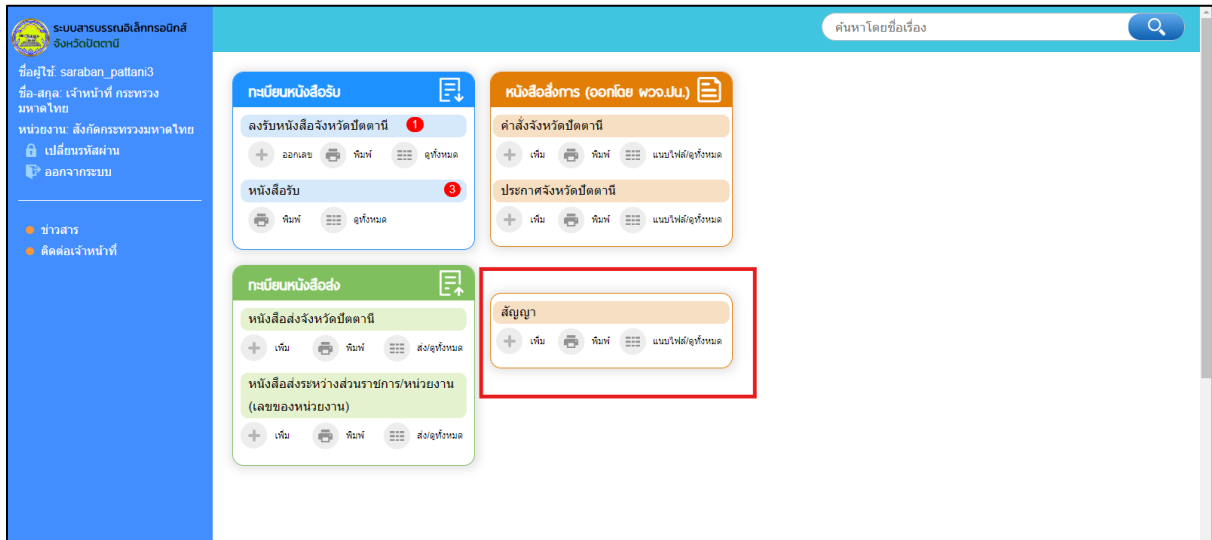 ระบบสารบรรณอิเล็กทรอนิกส์
จังหวัดปัตตานี
ชื่อผู้ใช้: saraban_pattani3
ชื่อ-สกุล: เจ้าหน้าที่ กระทรวง
มหาดไทย
หน่วยงาน: สังกัดกระทรวงมหาดไทย
เปลี่ยนรหัสผ่าน
ออกจากระบบ
ข่าวสาร
ติดต่อเจ้าหน้าที่
ค้นหาโดยชื่อเรื่อง
ทะเบียนหนังสือรับ
ลงรับหนังสือจังหวัดปัตตานี 1
ออกเลข พิมพ์ ดูทั้งหมด
หนังสือรับ 3
พิมพ์ ดูทั้งหมด
หนังสือสั่งการ (ออกโดย ผวจ.ปน.)
คำสั่งจังหวัดปัตตานี
เพิ่ม พิมพ์ แนบไฟล์/ดูทั้งหมด
ประกาศจังหวัดปัตตานี
เพิ่ม พิมพ์ แนบไฟล์/ดูทั้งหมด
ทะเบียนหนังสือส่ง
หนังสือส่งจังหวัดปัตตานี
เพิ่ม พิมพ์ ส่ง/ดูทั้งหมด
หนังสือส่งระหว่างส่วนราชการ/หน่วยงาน
(เลขของหน่วยงาน)
เพิ่ม พิมพ์ ส่ง/ดูทั้งหมด
สัญญา
เพิ่ม พิมพ์ แนบไฟล์/ดูทั้งหมด